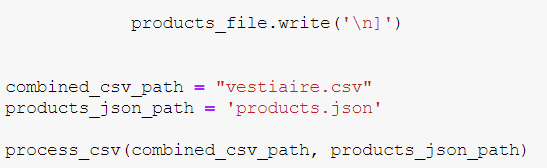 products_file.write('\n]')
combined_csv_path = "vestiaire.csv"
products_json_path = 'products.json'
process_csv(combined_csv_path, products_json_path)